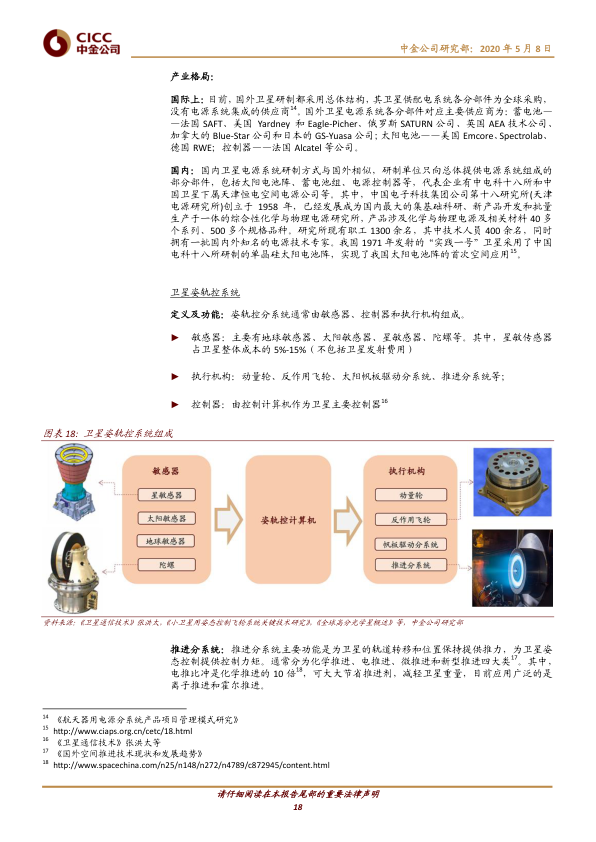 CICC
中金公司
中金公司研究部：2020 年 5 月 8 日
产业格局：
国际上：目前，国外卫星研制都采用总体结构，其卫星供配电系统各分部件为全球采购，
没有电源系统集成的供应商14。国外卫星电源系统各分部件对应主要供应商为：蓄电池—
—法国 SAFT、美国 Yardney 和 Eagle-Picher、俄罗斯 SATURN 公司、英国 AEA 技术公司、
加拿大的 Blue-Star 公司和日本的 GS-Yuasa 公司；太阳电池——美国 Emcore、Spectrolab、
德国 RWE；控制器——法国 Alcatel 等公司。
国内：国内卫星电源系统研制方式与国外相似，研制单位只向总体提供电源系统组成的
部分部件，包括太阳电池阵、蓄电池组、电源控制器等，代表企业有中电科十八所和中
国卫星下属天津恒电空间电源公司等。其中，中国电子科技集团公司第十八研究所(天津
电源研究所)创立于 1958 年，已经发展成为国内最大的集基础科研、新产品开发和批量
生产于一体的综合性化学与物理电源研究所，产品涉及化学与物理电源及相关材料 40 多
个系列、500 多个规格品种。研究所现有职工 1300 余名，其中技术人员 400 余名，同时
拥有一批国内外知名的电源技术专家。我国 1971 年发射的“实践一号”卫星采用了中国
电科十八所研制的单晶硅太阳电池阵，实现了我国太阳电池阵的首次空间应用15。
卫星姿轨控系统
定义及功能：姿轨控分系统通常由敏感器、控制器和执行机构组成。
► 敏感器：主要有地球敏感器、太阳敏感器、星敏感器、陀螺等。其中，星敏传感器
占卫星整体成本的 5%-15%（不包括卫星发射费用）
► 执行机构：动量轮、反作用飞轮、太阳帆板驱动分系统、推进分系统等；
► 控制器：由控制计算机作为卫星主要控制器16
图表 18：卫星姿轨控系统组成
敏感器
星敏感器
太阳敏感器
地球敏感器
陀螺
姿轨控计算机
执行机构
动量轮
反作用飞轮
帆板驱动分系统
推进分系统
资料来源：《卫星通信技术》张洪太，《小卫星用姿态控制飞轮系统关键技术研究》，《全球高分光学星概述》等，中金公司研究部
推进分系统：推进分系统主要功能是为卫星的轨道转移和位置保持提供推力，为卫星姿
态控制提供控制力矩。通常分为化学推进、电推进、微推进和新型推进四大类17。其中，
电推比冲是化学推进的 10 倍18，可大大节省推进剂，减轻卫星重量，目前应用广泛的是
离子推进和霍尔推进。
14 《航天器用电源分系统产品项目管理模式研究》
15 http://www.ciaps.org.cn/cetc/18.html
16 《卫星通信技术》张洪太等
17 《国外空间推进技术现状和发展趋势》
18 http://www.spacechina.com/n25/n148/n272/n4789/c872945/content.html
请仔细阅读在本报告尾部的重要法律声明
18